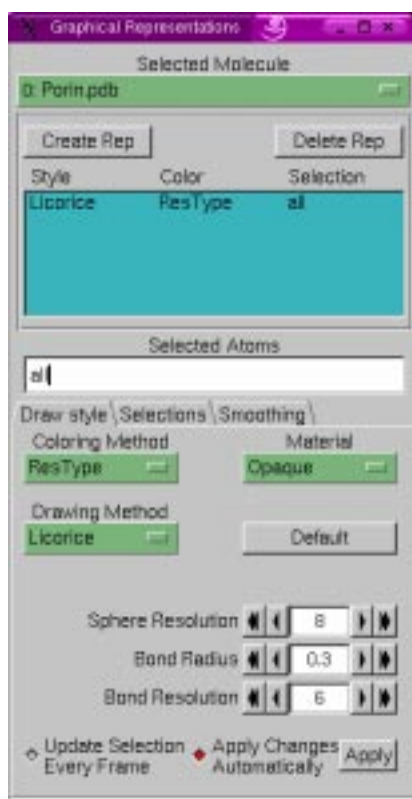 Graphical Representations
Selected Molecule
0: Porin.pdb
Create Rep Delete Rep
Style Color Selection
Licorice ResType all
Selected Atoms
all
Draw style Selections Smoothing
Coloring Method Material
ResType Opaque
Drawing Method
Licorice Default
Sphere Resolution 8
Bond Radius 0.3
Bond Resolution 6
Update Selection Every Frame Apply Changes Automatically Apply